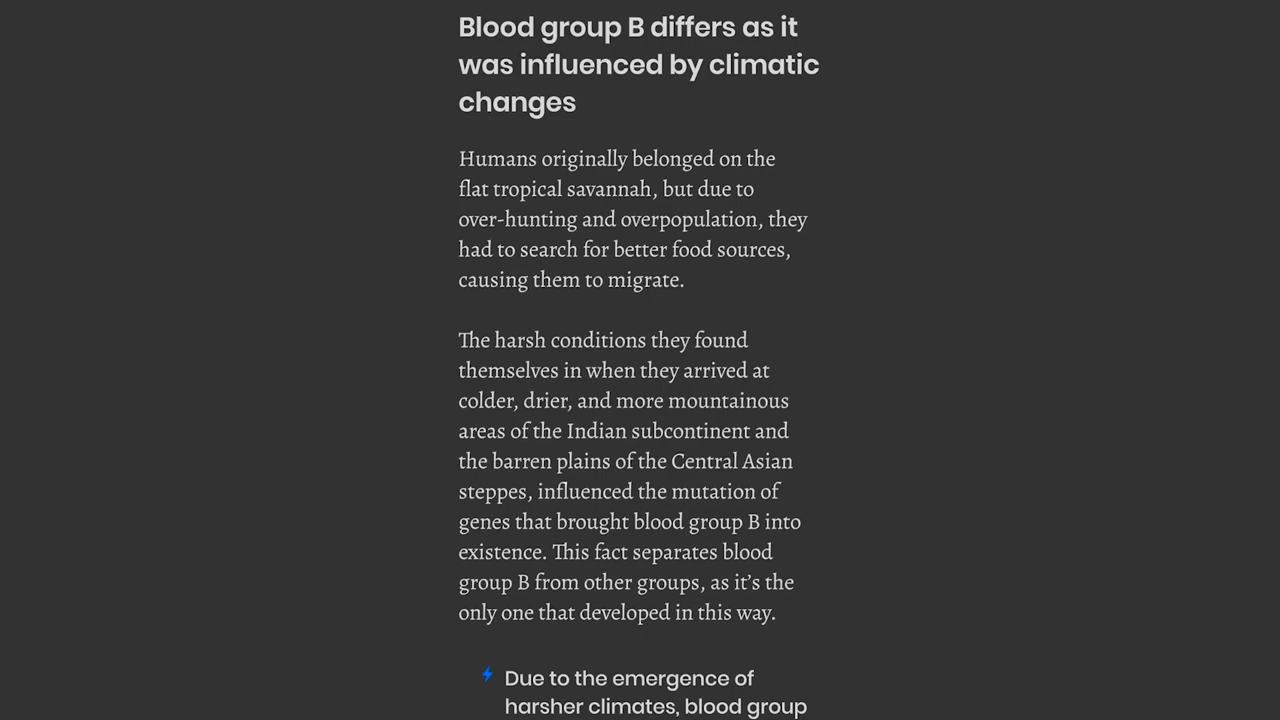 Blood group B differs as it
was influenced by climatic
changes
Humans originally belonged on the
flat tropical savannah, but due to
over-hunting and overpopulation, they
had to search for better food sources,
causing them to migrate.
The harsh conditions they found
themselves in when they arrived at
colder, drier, and more mountainous
areas of the Indian subcontinent and
the barren plains of the Central Asian
steppes, influenced the mutation of
genes that brought blood group B into
existence. This fact separates blood
group B from other groups, as it’s the
only one that developed in this way.
Due to the emergence of
harsher climates, blood group